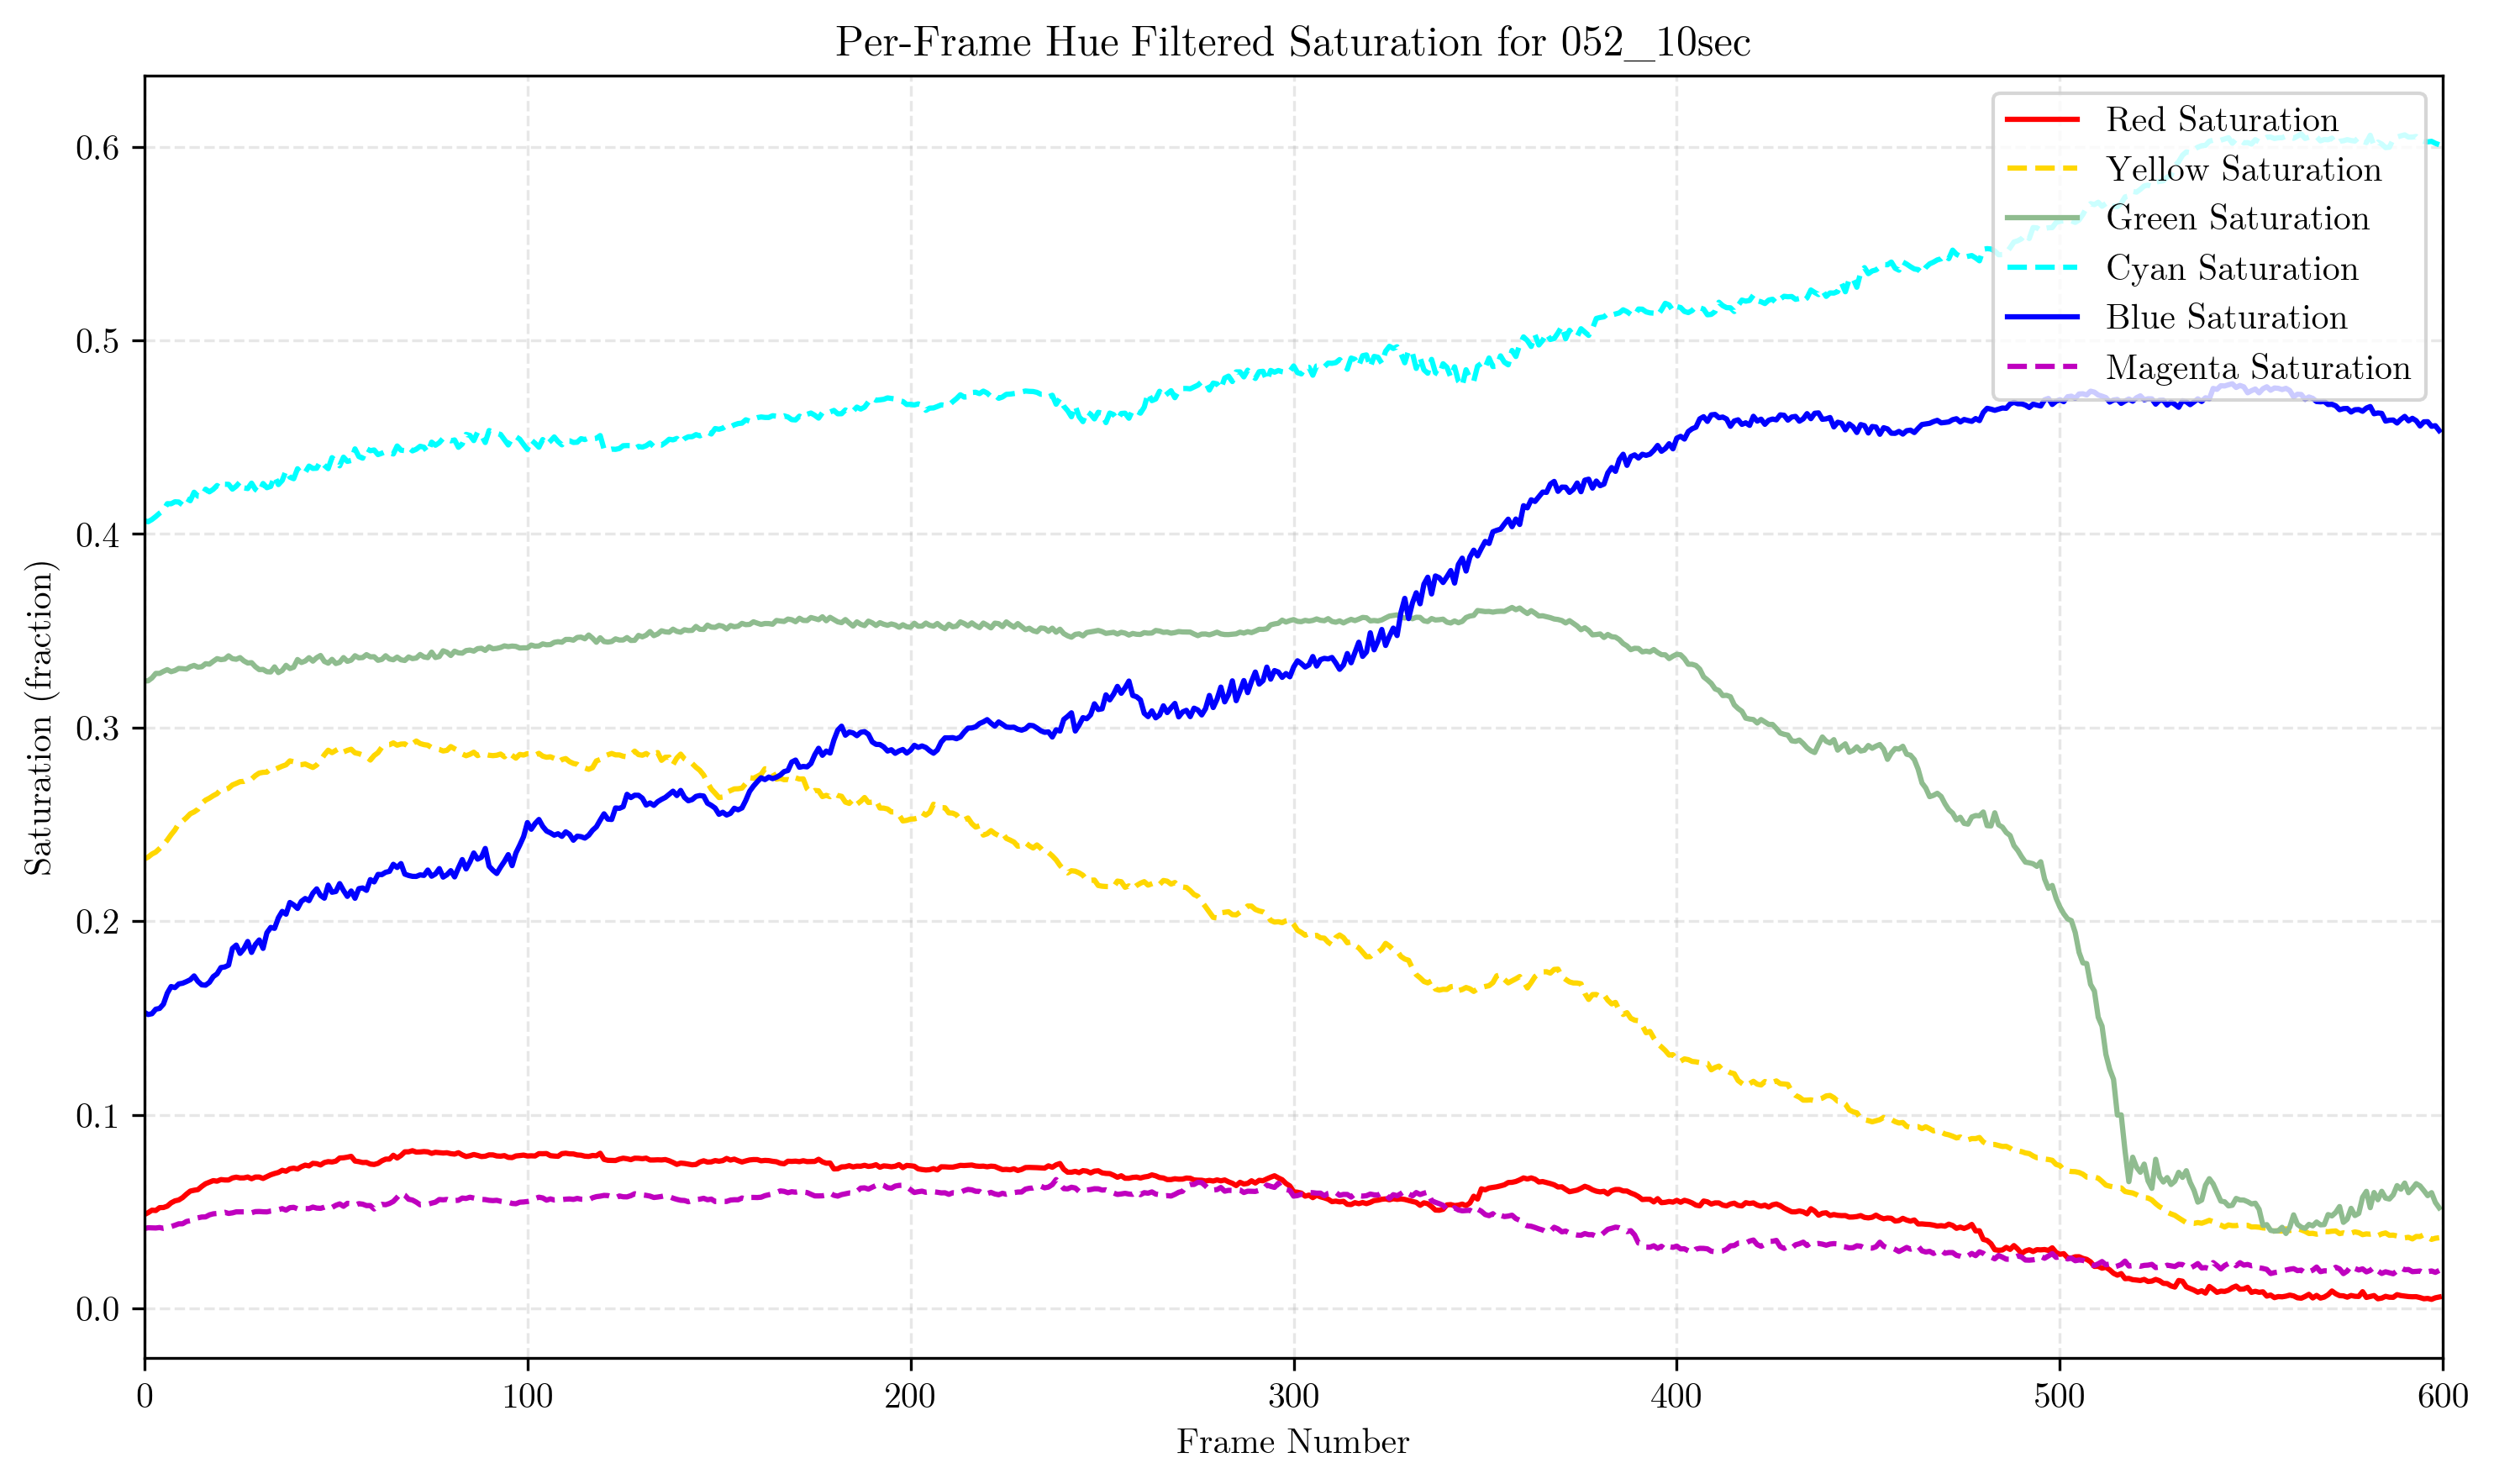 Per-Frame Hue Filtered Saturation for 052_10sec
Red Saturation
Yellow Saturation
Green Saturation
Cyan Saturation
Blue Saturation
Magenta Saturation
Saturation (fraction)
0.6
0.5
0.4
0.3
0.2
0.1
0.0
0 100 200 300 400 500 600
Frame Number